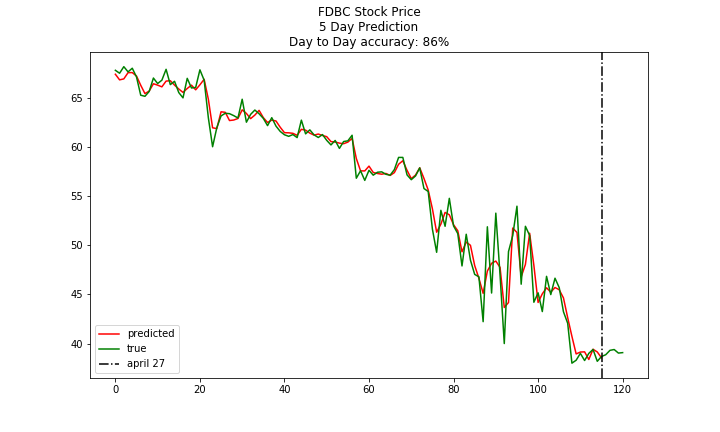 FDBC Stock Price
5 Day Prediction
Day to Day accuracy: 86%
65
60
55
50
45
40
predicted
true
april 27
0
20
40
60
80
100
120